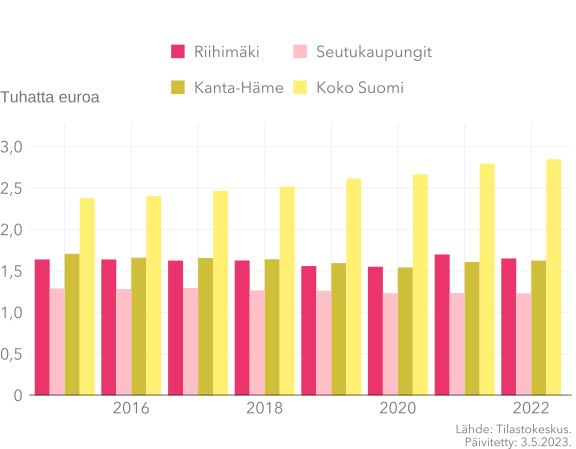 Riihimäki
Seutukaupungit
Kanta-Häme
Koko Suomi
Tuhatta euroa
3,0
2,5
2,0
1,5
1,0
0,5
0
2016
2018
2020
2022
Lähde: Tilastokeskus.
Päivitetty: 3.5.2023.